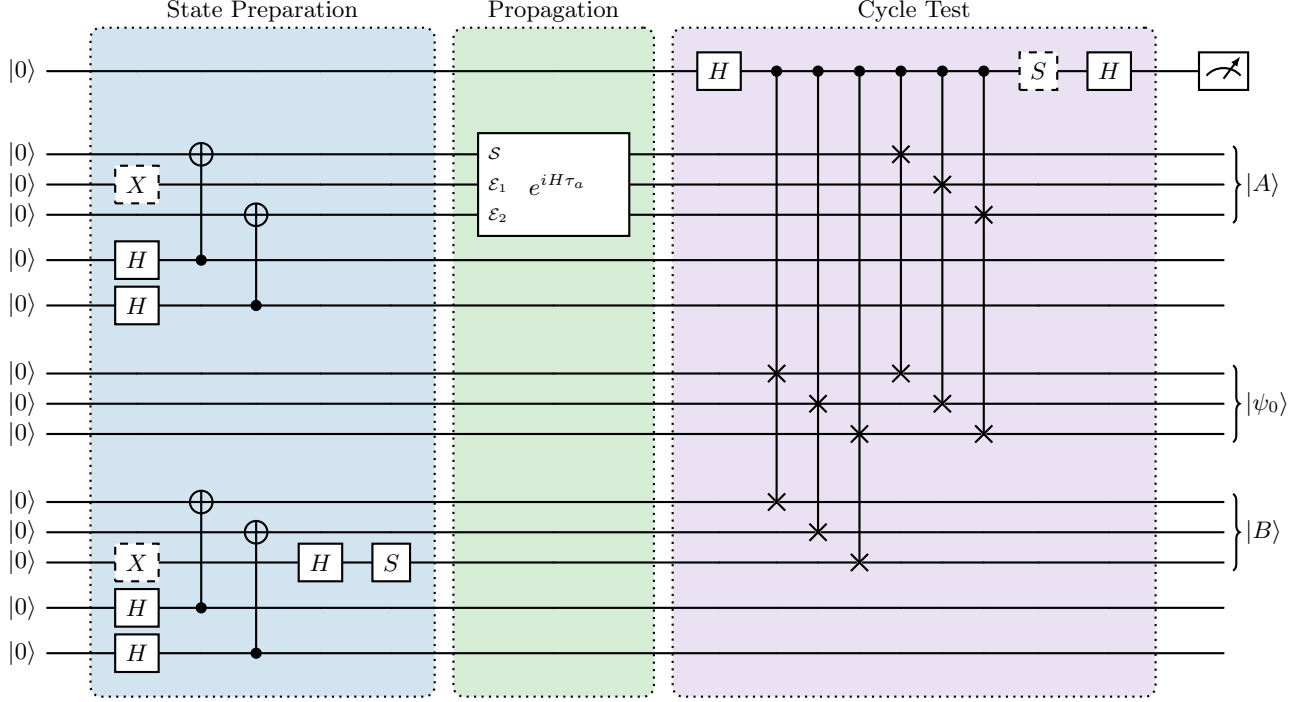 State Preparation Propagation Cycle Test
|0⟩ H S H
|0⟩ 𝒮
|0⟩ X ℰ₁ e^{iHτ_a} |A⟩
|0⟩ ℰ₂
|0⟩ H
|0⟩ H
|0⟩
|0⟩ |ψ₀⟩
|0⟩
|0⟩
|0⟩ |B⟩
|0⟩ X H S
|0⟩ H
|0⟩ H